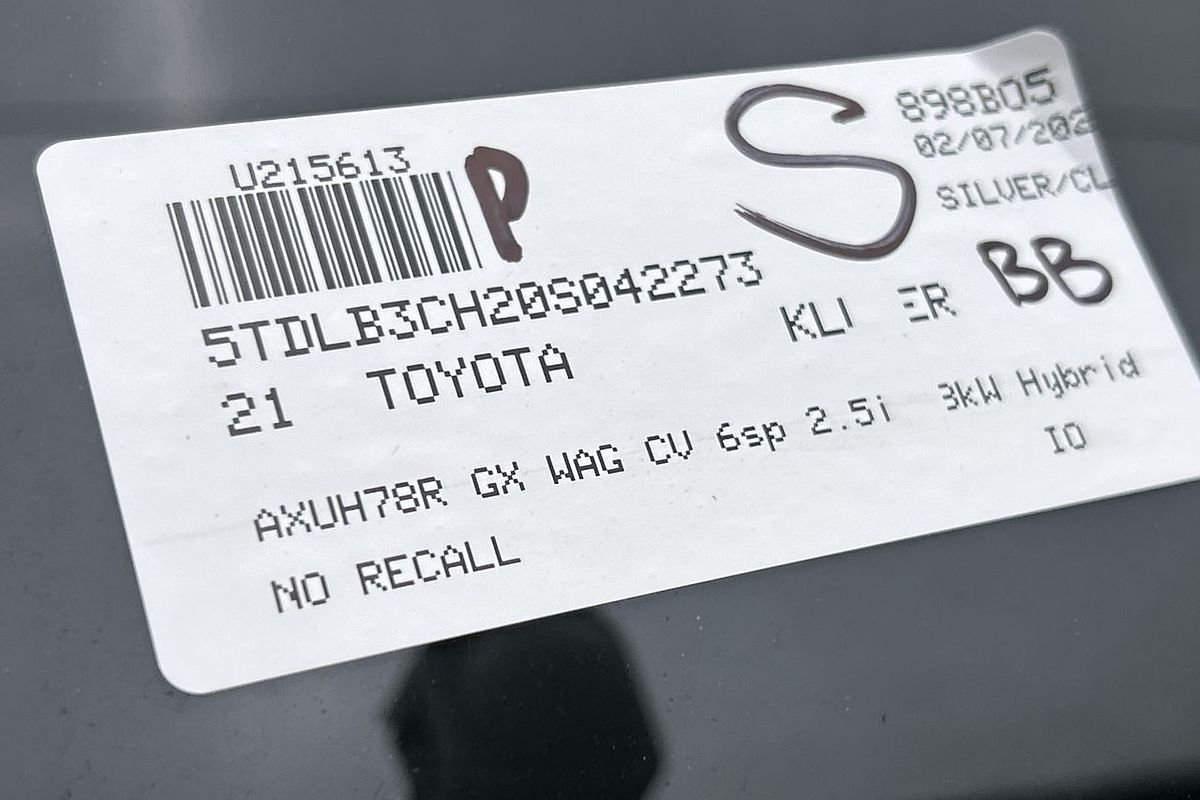 U215613 P S 898B05
02/07/202
SILVER/CL
5TDLB3CH20S042273 BB
21 TOYOTA KLI ER
AXUH78R GX WAG CV 6sp 2.5i 3kW Hybrid
NO RECALL IO